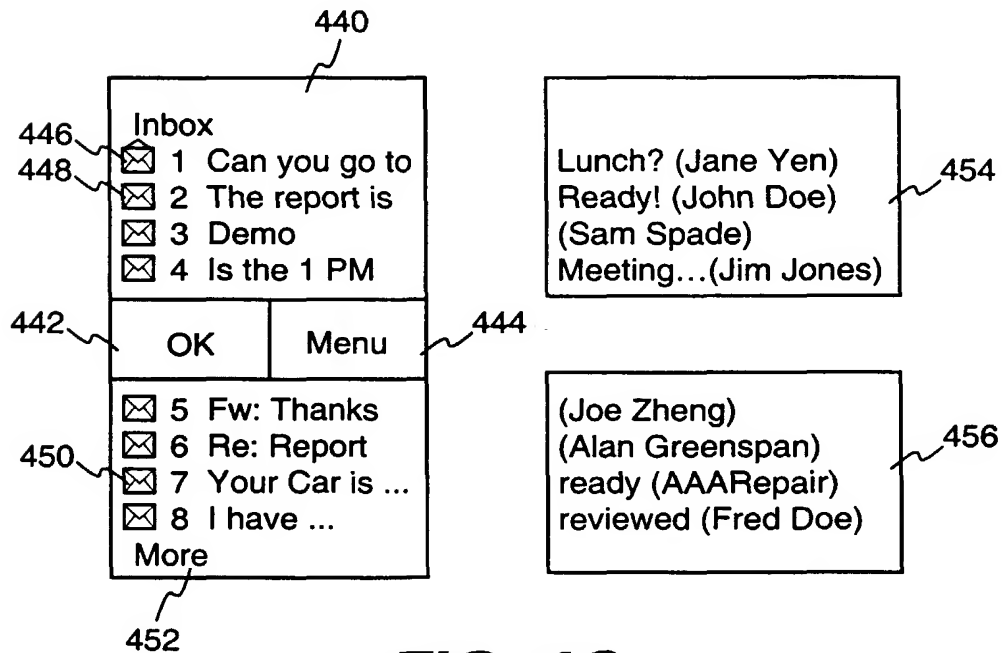 440
Inbox
446 1 Can you go to
448 2 The report is
3 Demo
4 Is the 1 PM
Lunch? (Jane Yen)
Ready! (John Doe) 454
(Sam Spade)
Meeting...(Jim Jones)
442 OK Menu 444
5 Fw: Thanks
6 Re: Report
450 7 Your Car is ...
8 I have ...
More
452
(Joe Zheng)
(Alan Greenspan) 456
ready (AAARepair)
reviewed (Fred Doe)
FIG.